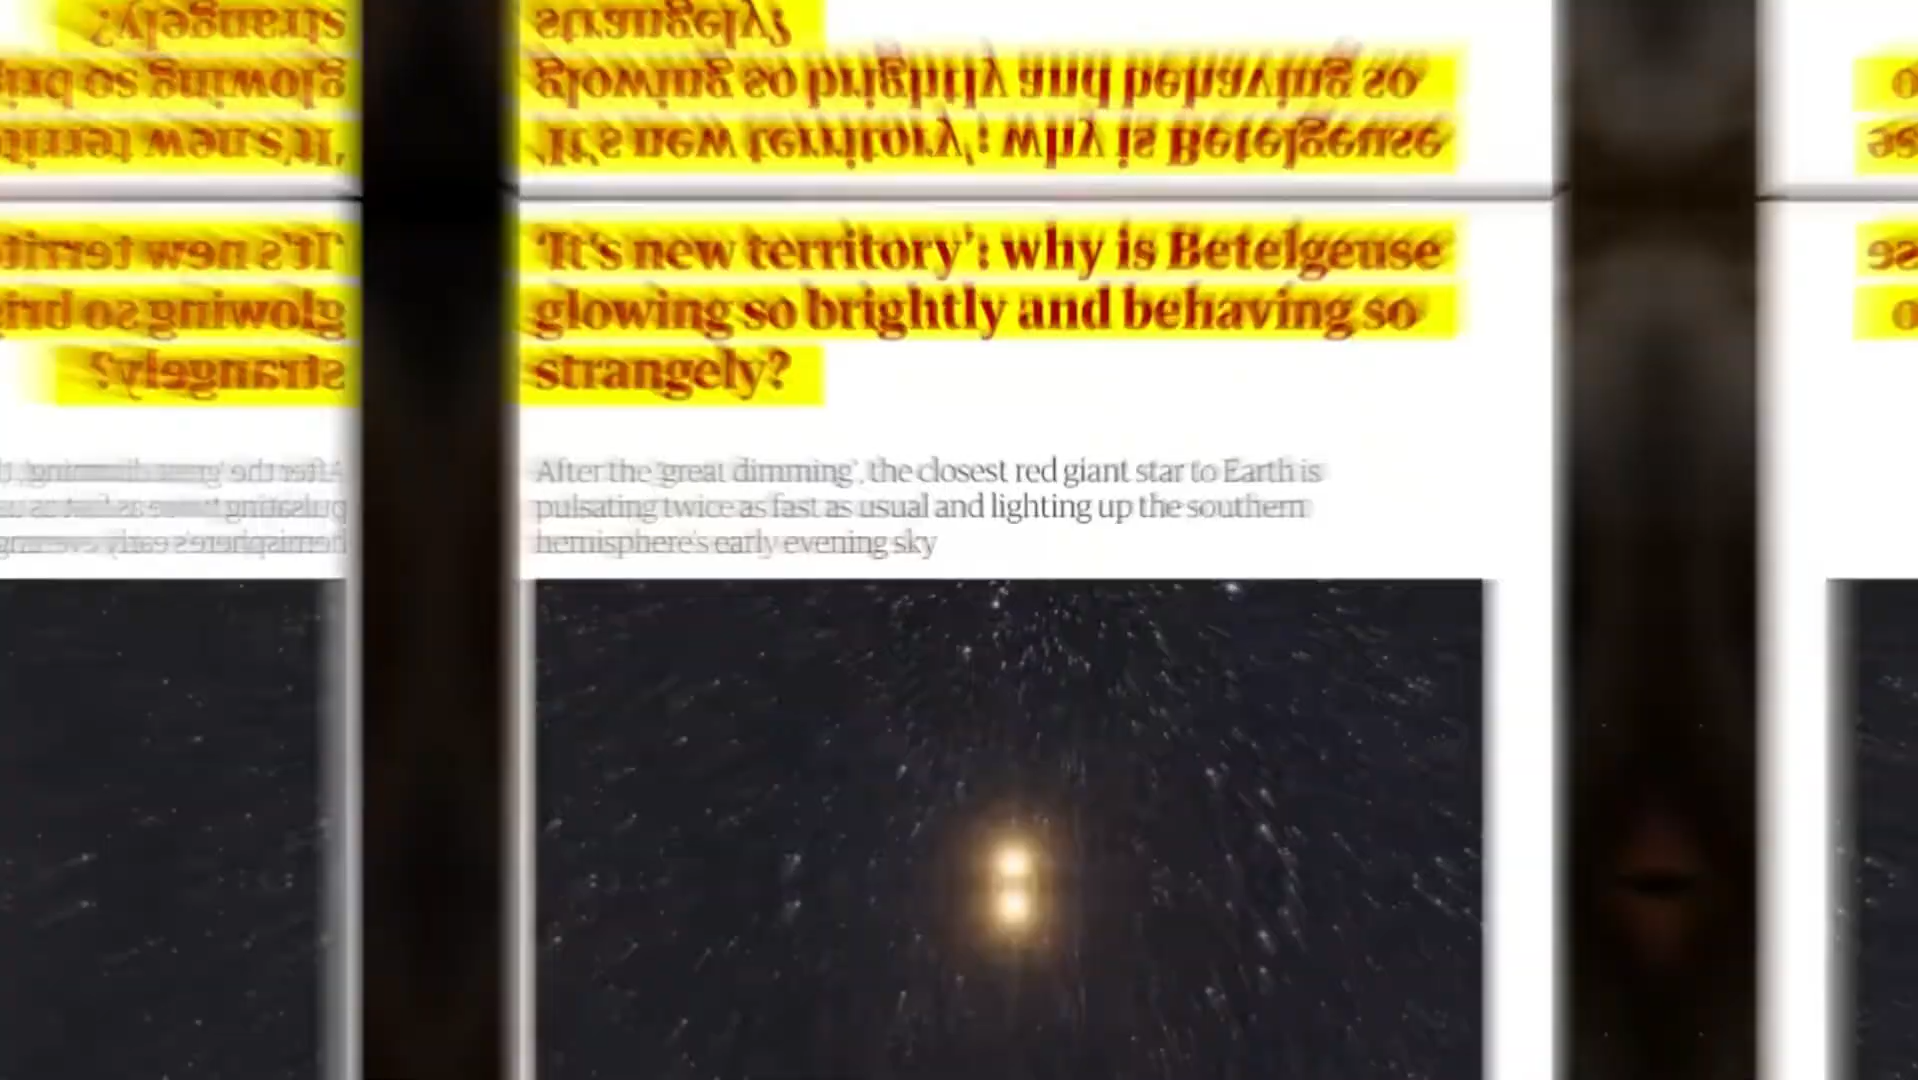 'It's new territory': why is Betelgeuse
glowing so brightly and behaving so
strangely?
After the 'great dimming', the closest red giant star to Earth is
pulsating twice as fast as usual and lighting up the southern
hemisphere's early evening sky